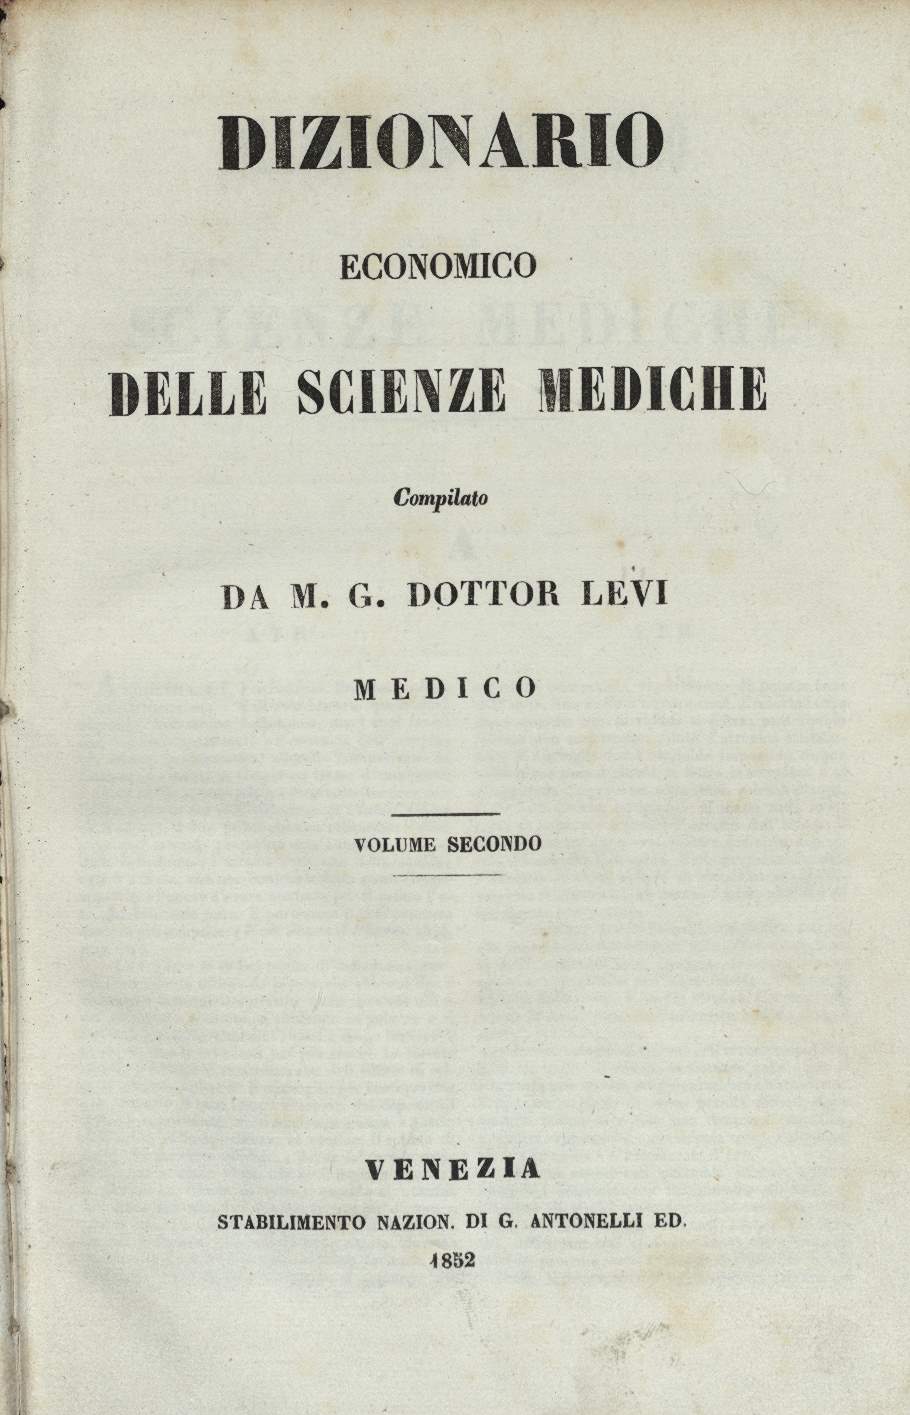 DIZIONARIO
ECONOMICO
DELLE SCIENZE MEDICHE
Compilato
DA M. G. DOTTOR LEVI
MEDICO
VOLUME SECONDO
VENEZIA
STABILIMENTO NAZION. DI G. ANTONELLI ED.
1852